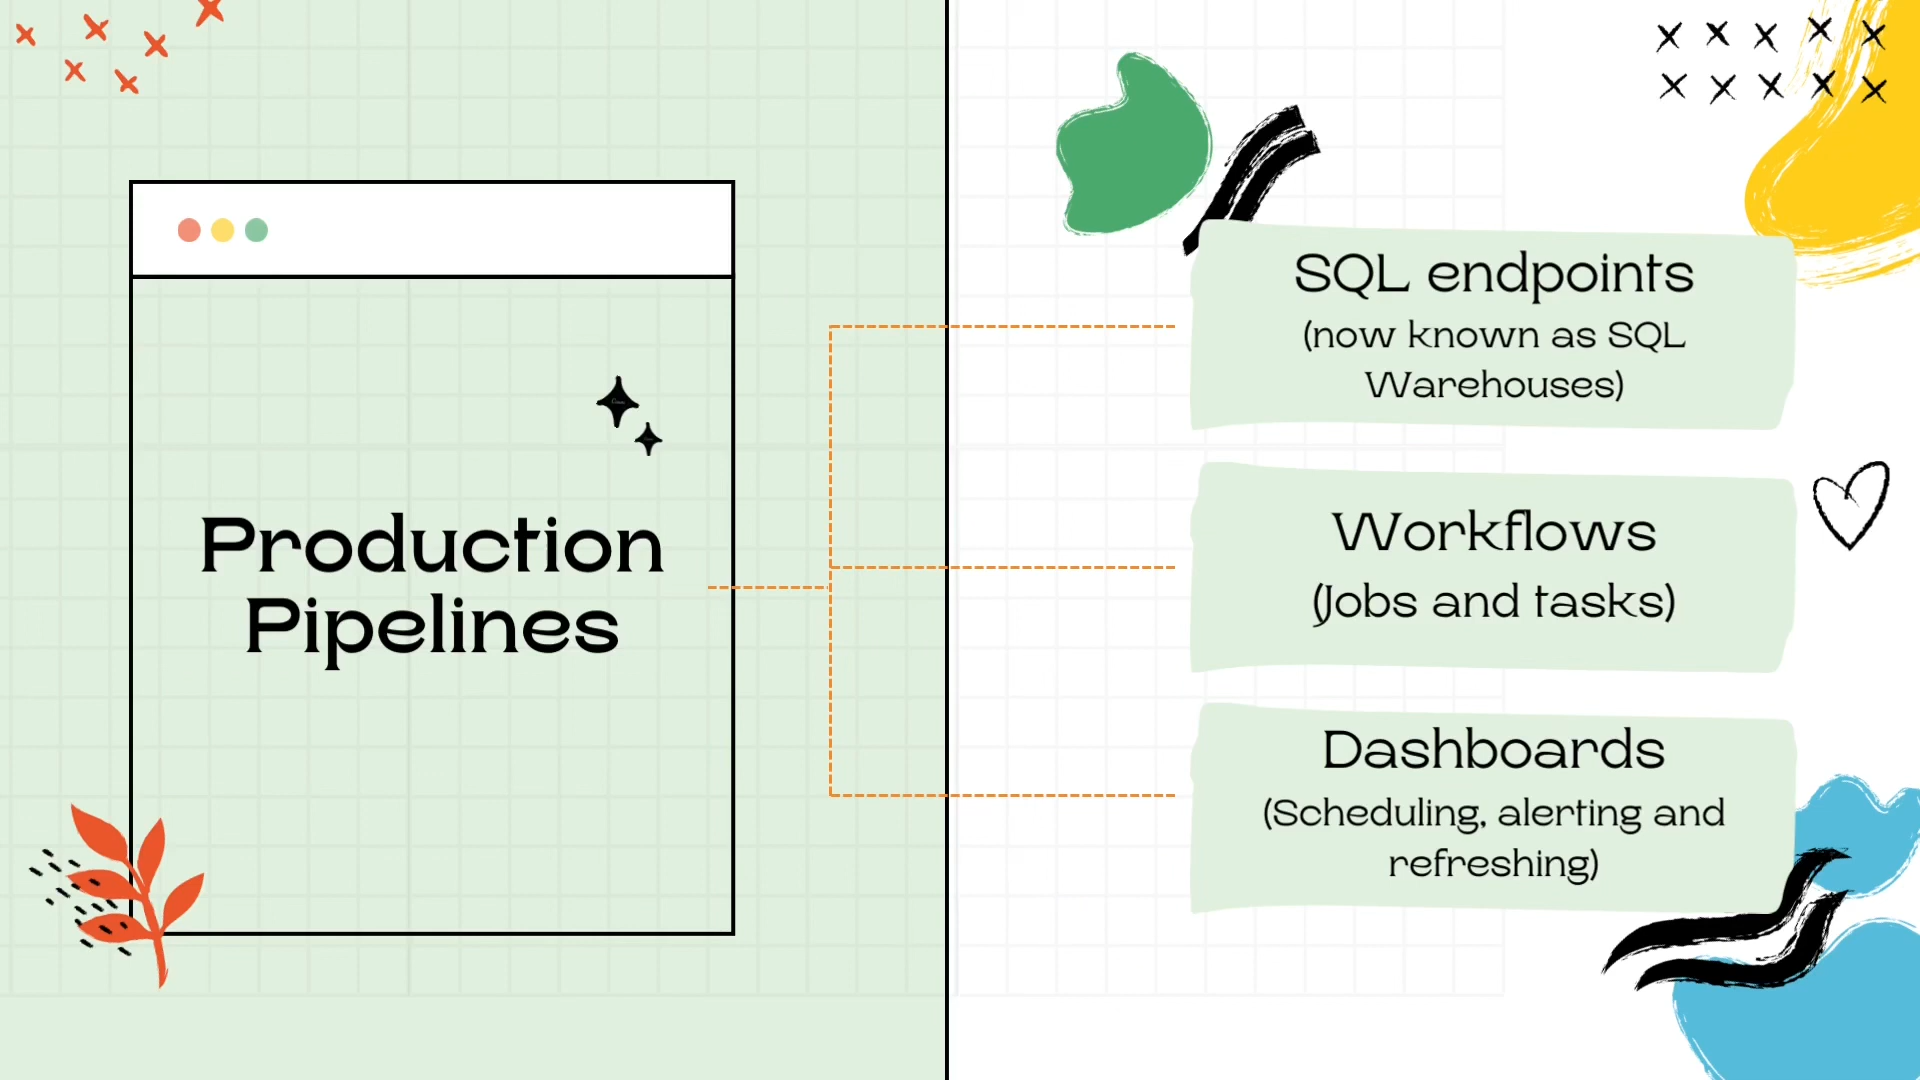 Production
Pipelines
SQL endpoints
(now known as SQL
Warehouses)
Workflows
(Jobs and tasks)
Dashboards
(Scheduling, alerting and
refreshing)